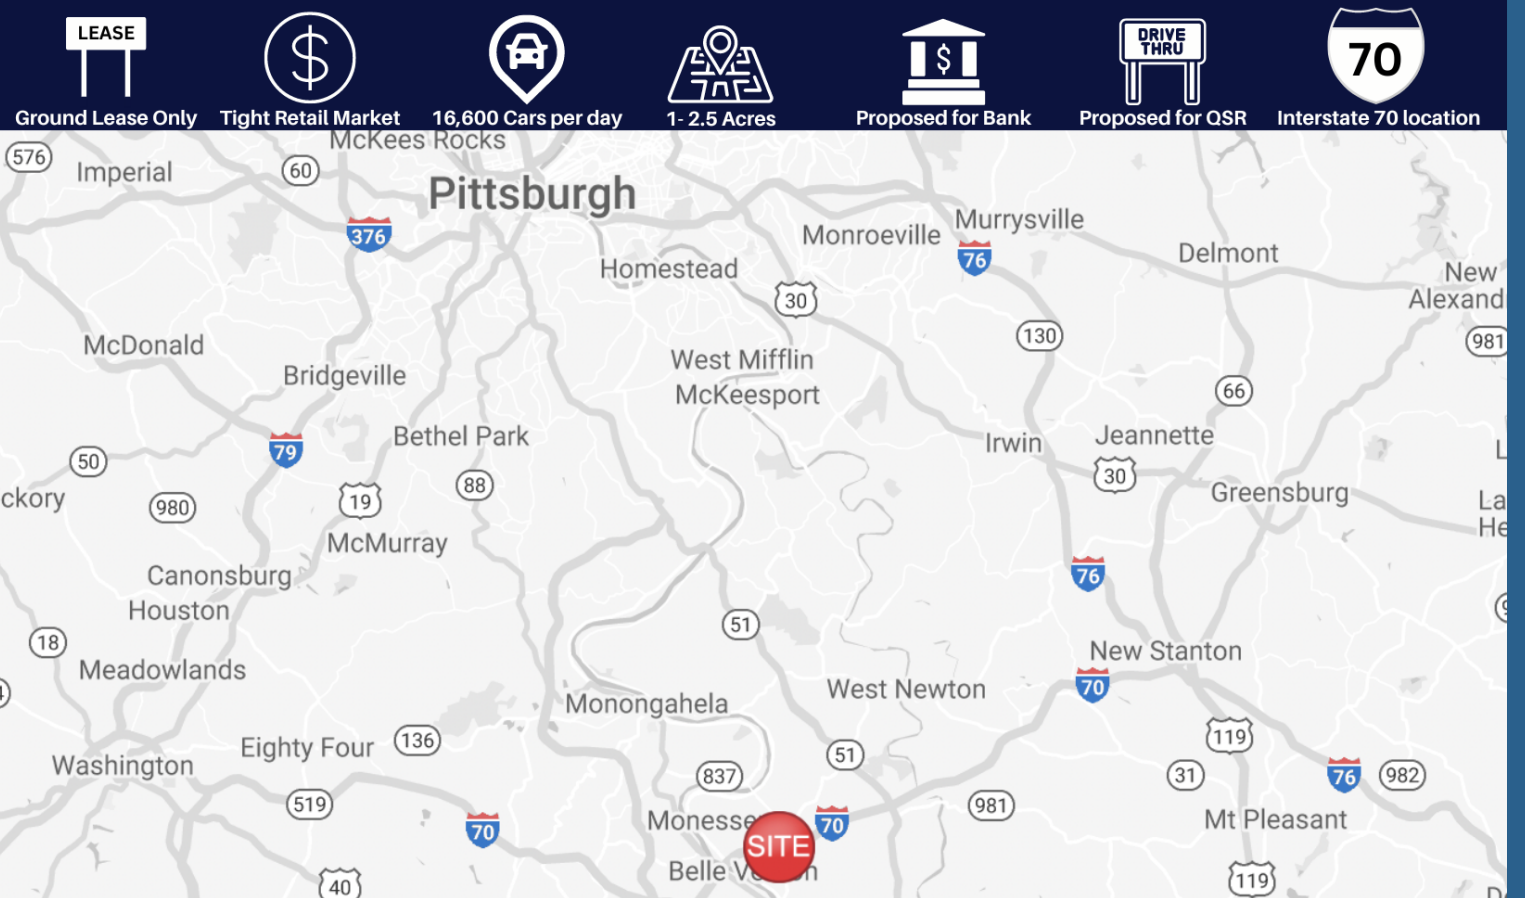 LEASE
$
$
DRIVE
THRU
70
Ground Lease Only
Tight Retail Market
16,600 Cars per day
1- 2.5 Acres
Proposed for Bank
Proposed for QSR
Interstate 70 location
McKees Rocks
576
Imperial
60
Pittsburgh
376
Monroeville
Murrysville
76
Delmont
Homestead
New
Alexand
30
130
981
McDonald
West Mifflin
Bridgeville
McKeesport
66
Bethel Park
Irwin
Jeannette
79
50
88
30
ckory
980
19
Greensburg
La
He
McMurray
Canonsburg
76
Houston
51
18
New Stanton
Meadowlands
West Newton
70
Monongahela
136
Eighty Four
119
Washington
51
837
31
76
982
519
981
Monesse
SITE
70
70
Mt Pleasant
Belle V
n
40
119